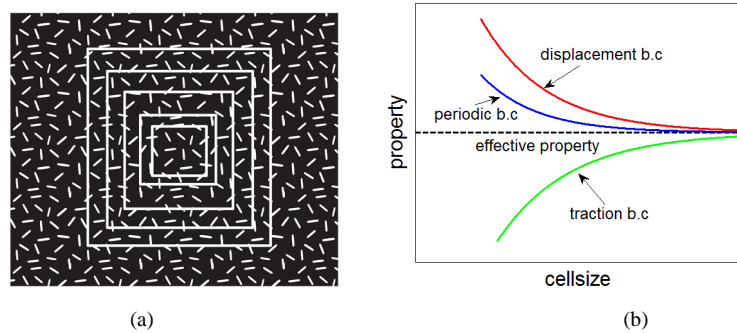 displacement b.c
periodic b.c
effective property
traction b.c
property
cellsize
(a)
(b)